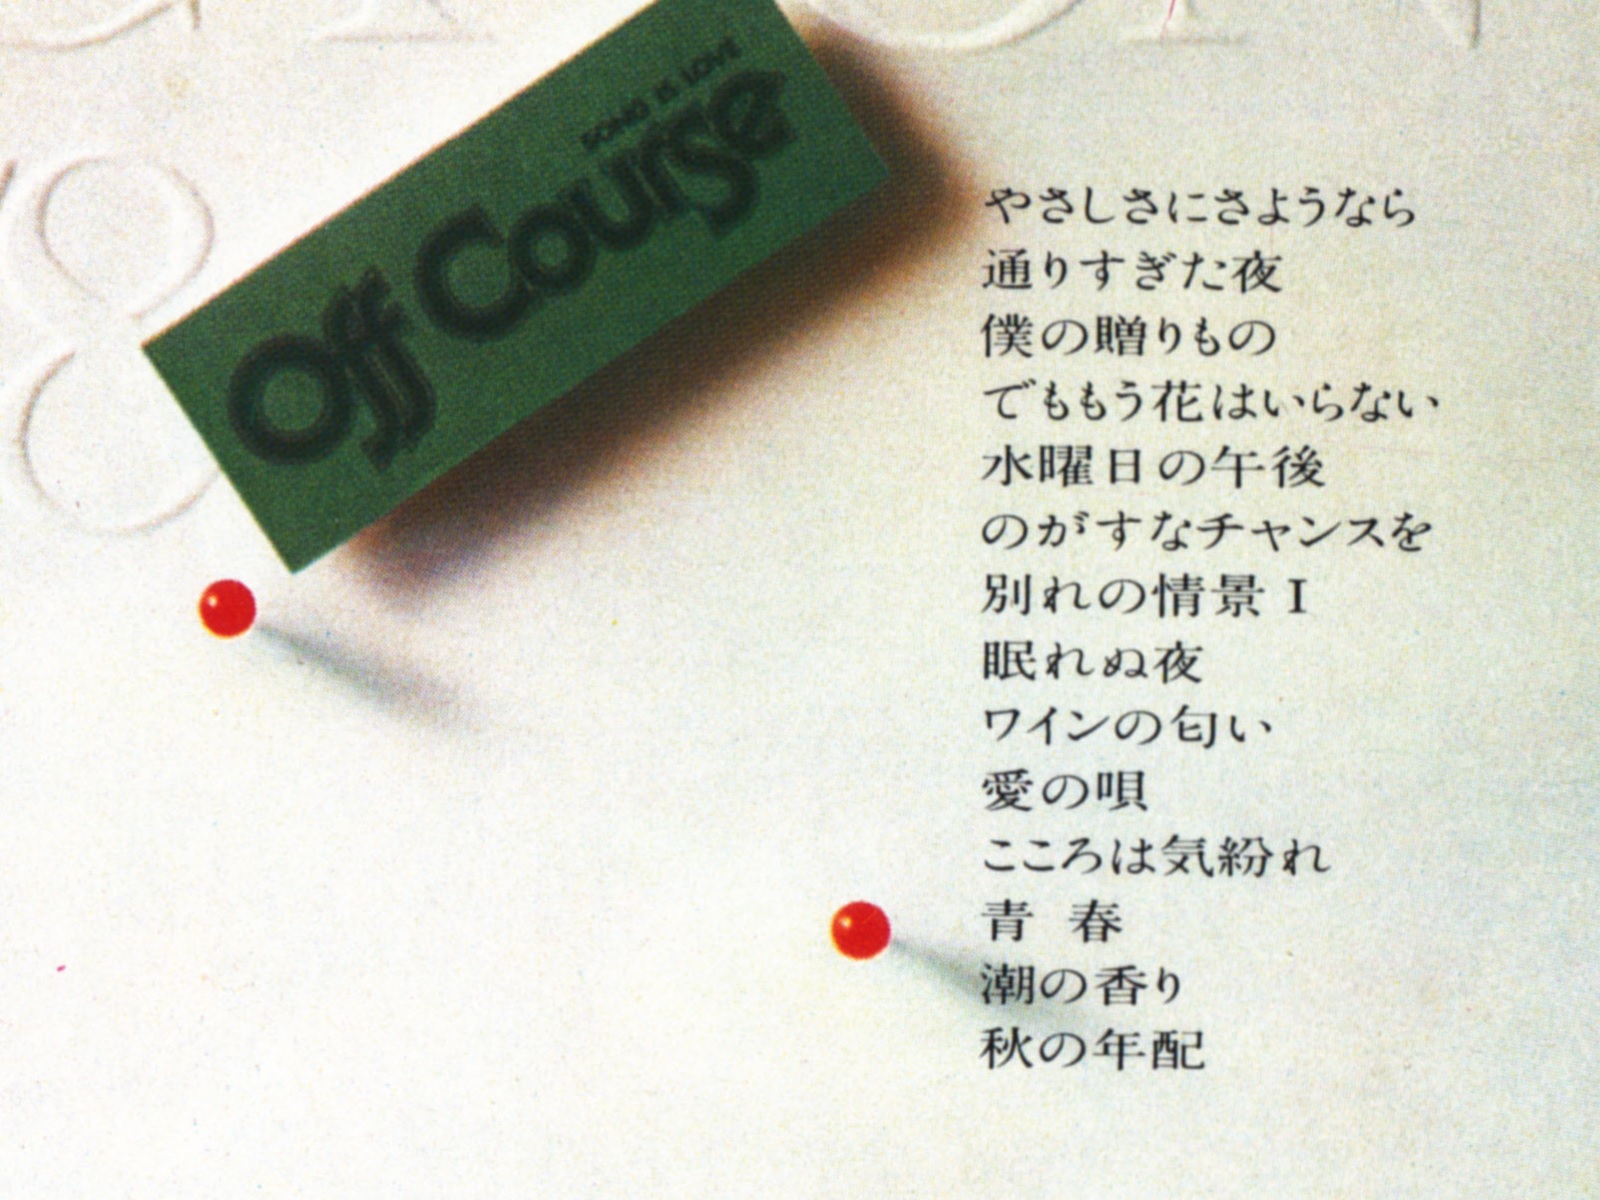 8
SONG IS LOVE
Off Course
やさしさにさようなら
通りすぎた夜
僕の贈りもの
でももう花はいらない
水曜日の午後
のがすなチャンスを
別れの情景 I
眠れぬ夜
ワインの匂い
愛の唄
こころは気紛れ
青 春
潮の香り
秋の年配